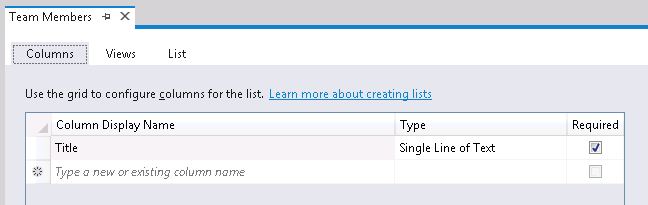 Team Members
Columns Views List
Use the grid to configure columns for the list. Learn more about creating lists
Column Display Name Type Required
Title Single Line of Text
Type a new or existing column name